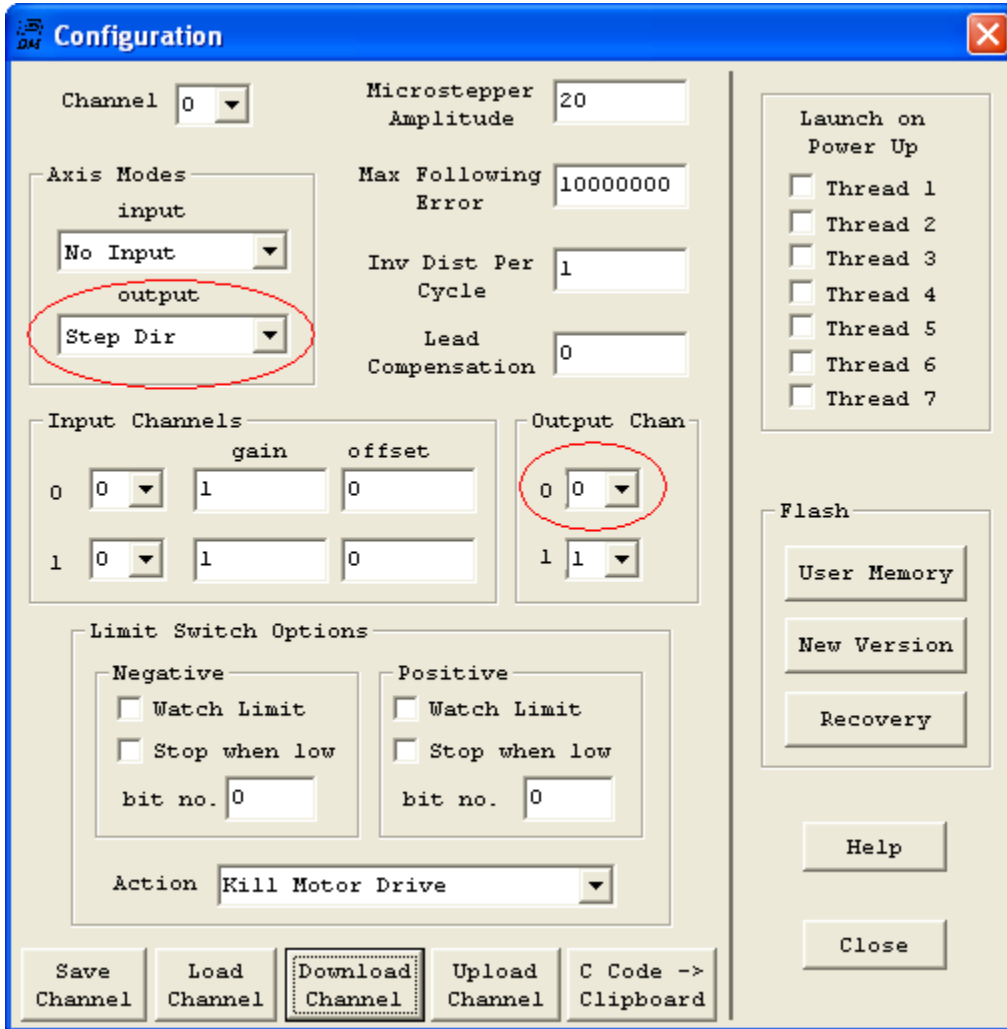 DM Configuration
Channel 0
Microstepper Amplitude 20
Launch on Power Up
Axis Modes
input
No Input
output
Step Dir
Max Following Error 10000000
Inv Dist Per Cycle 1
Lead Compensation 0
Thread 1
Thread 2
Thread 3
Thread 4
Thread 5
Thread 6
Thread 7
Input Channels
gain offset
0 0 1 0
1 0 1 0
Output Chan
0 0
1 1
Flash
User Memory
New Version
Recovery
Limit Switch Options
Negative
Watch Limit
Stop when low
bit no. 0
Positive
Watch Limit
Stop when low
bit no. 0
Action Kill Motor Drive
Help
Close
Save Channel
Load Channel
Download Channel
Upload Channel
C Code -> Clipboard